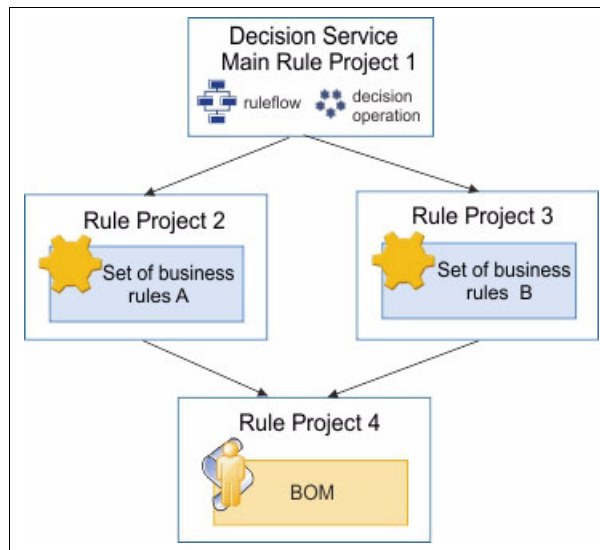 Decision Service
Main Rule Project 1
ruleflow
decision
operation
Rule Project 2
Set of business
rules A
Rule Project 3
Set of business
rules B
Rule Project 4
BOM